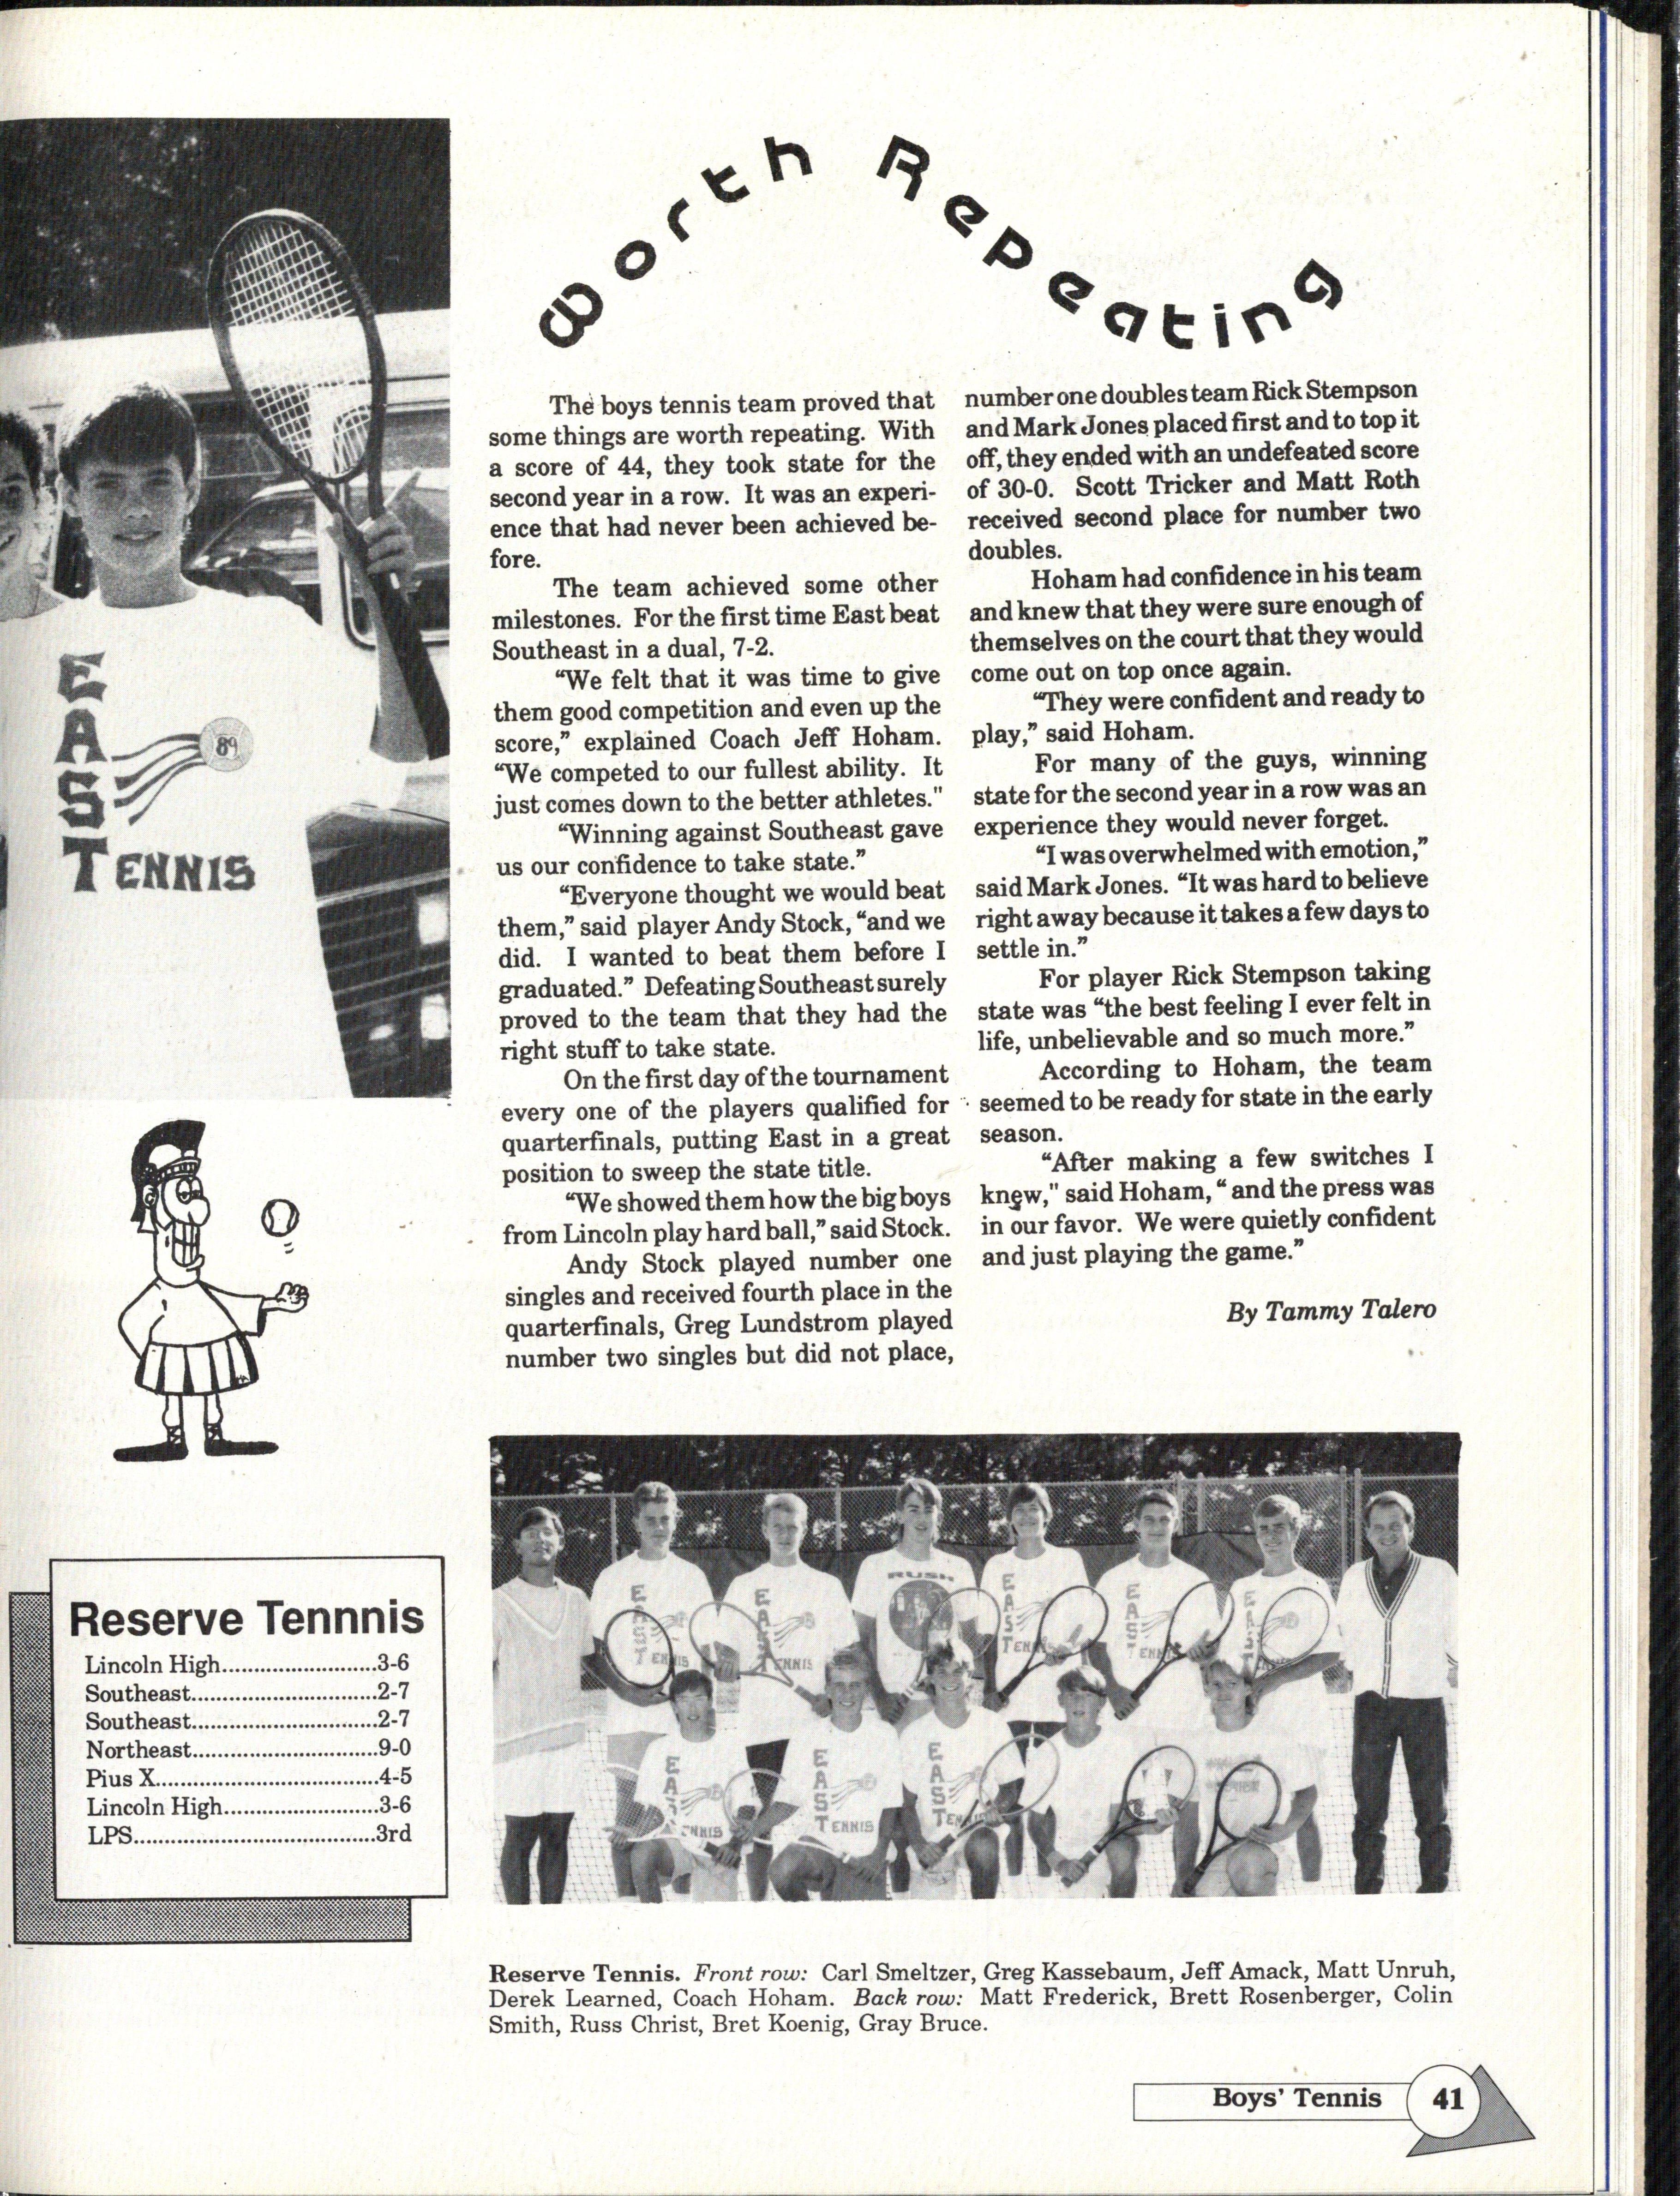 Worth Repeating
The boys tennis team proved that
some things are worth repeating. With
a score of 44, they took state for the
second year in a row. It was an experi-
ence that had never been achieved be-
fore.
The team achieved some other
milestones. For the first time East beat
Southeast in a dual, 7-2.
“We felt that it was time to give
them good competition and even up the
score,” explained Coach Jeff Hoham.
“We competed to our fullest ability. It
just comes down to the better athletes."
“Winning against Southeast gave
us our confidence to take state.”
“Everyone thought we would beat
them,” said player Andy Stock, “and we
did. I wanted to beat them before I
graduated.” Defeating Southeast surely
proved to the team that they had the
right stuff to take state.
On the first day of the tournament
every one of the players qualified for
quarterfinals, putting East in a great
position to sweep the state title.
“We showed them how the big boys
from Lincoln play hard ball,” said Stock.
Andy Stock played number one
singles and received fourth place in the
quarterfinals, Greg Lundstrom played
number two singles but did not place,
number one doubles team Rick Stempson
and Mark Jones placed first and to top it
off, they ended with an undefeated score
of 30-0. Scott Tricker and Matt Roth
received second place for number two
doubles.
Hoham had confidence in his team
and knew that they were sure enough of
themselves on the court that they would
come out on top once again.
“They were confident and ready to
play,” said Hoham.
For many of the guys, winning
state for the second year in a row was an
experience they would never forget.
“I was overwhelmed with emotion,”
said Mark Jones. “It was hard to believe
right away because it takes a few days to
settle in.”
For player Rick Stempson taking
state was “the best feeling I ever felt in
life, unbelievable and so much more.”
According to Hoham, the team
seemed to be ready for state in the early
season.
“After making a few switches I
knew," said Hoham, “ and the press was
in our favor. We were quietly confident
and just playing the game.”
By Tammy Talero
EAST
89
TENNIS
Reserve Tennnis
Lincoln High.........................3-6
Southeast..............................2-7
Southeast..............................2-7
Northeast..............................9-0
Pius X....................................4-5
Lincoln High.........................3-6
LPS.......................................3rd
RUSH
EAST TENNIS
EAST TENNIS
EAST TENNIS
EAST TENNIS
EAST
EAST TENNIS
EAST TENNIS
EAST TENNIS
Reserve Tennis. Front row: Carl Smeltzer, Greg Kassebaum, Jeff Amack, Matt Unruh,
Derek Learned, Coach Hoham. Back row: Matt Frederick, Brett Rosenberger, Colin
Smith, Russ Christ, Bret Koenig, Gray Bruce.
Boys’ Tennis 41